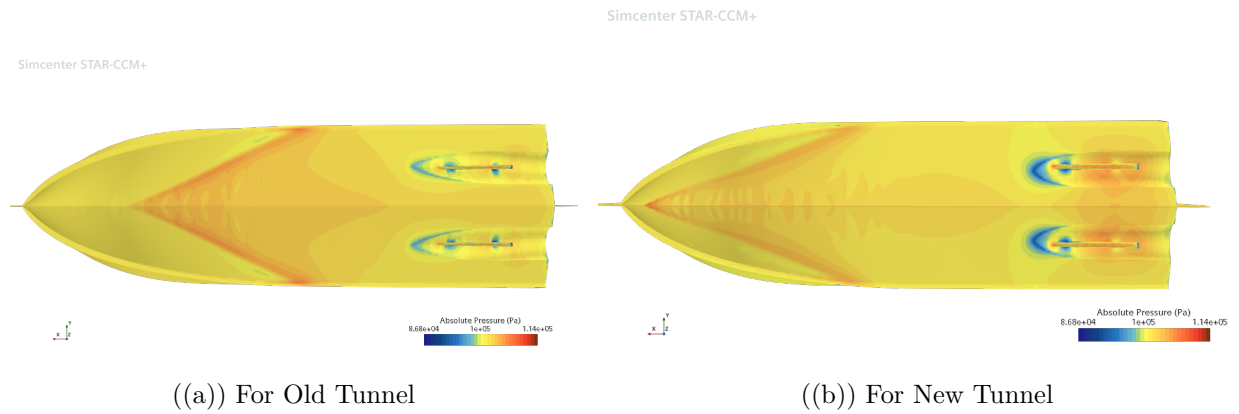 Simcenter STAR-CCM+
Simcenter STAR-CCM+
Y
X Z
Absolute Pressure (Pa)
8.68e+04 1e+05 1.14e+05
Y
X Z
Absolute Pressure (Pa)
8.68e+04 1e+05 1.14e+05
((a)) For Old Tunnel
((b)) For New Tunnel